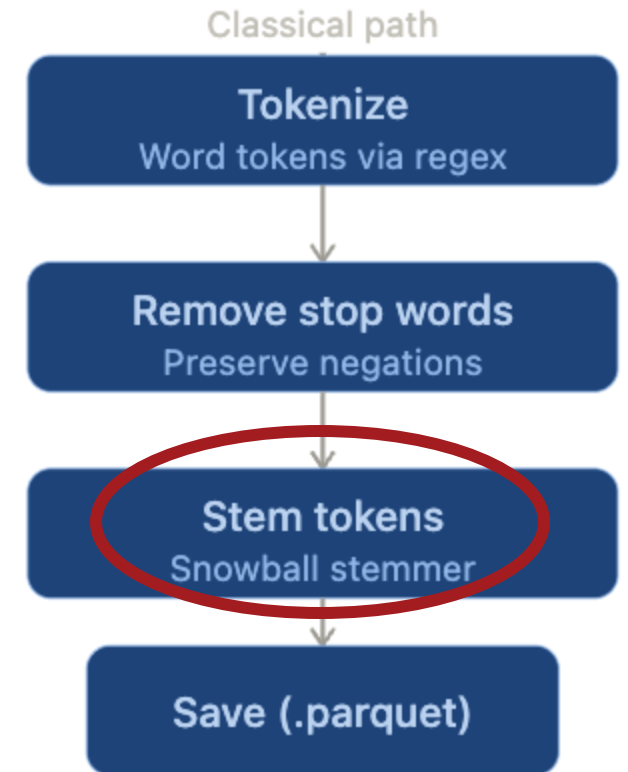 Classical path
Tokenize
Word tokens via regex
Remove stop words
Preserve negations
Stem tokens
Snowball stemmer
Save (.parquet)